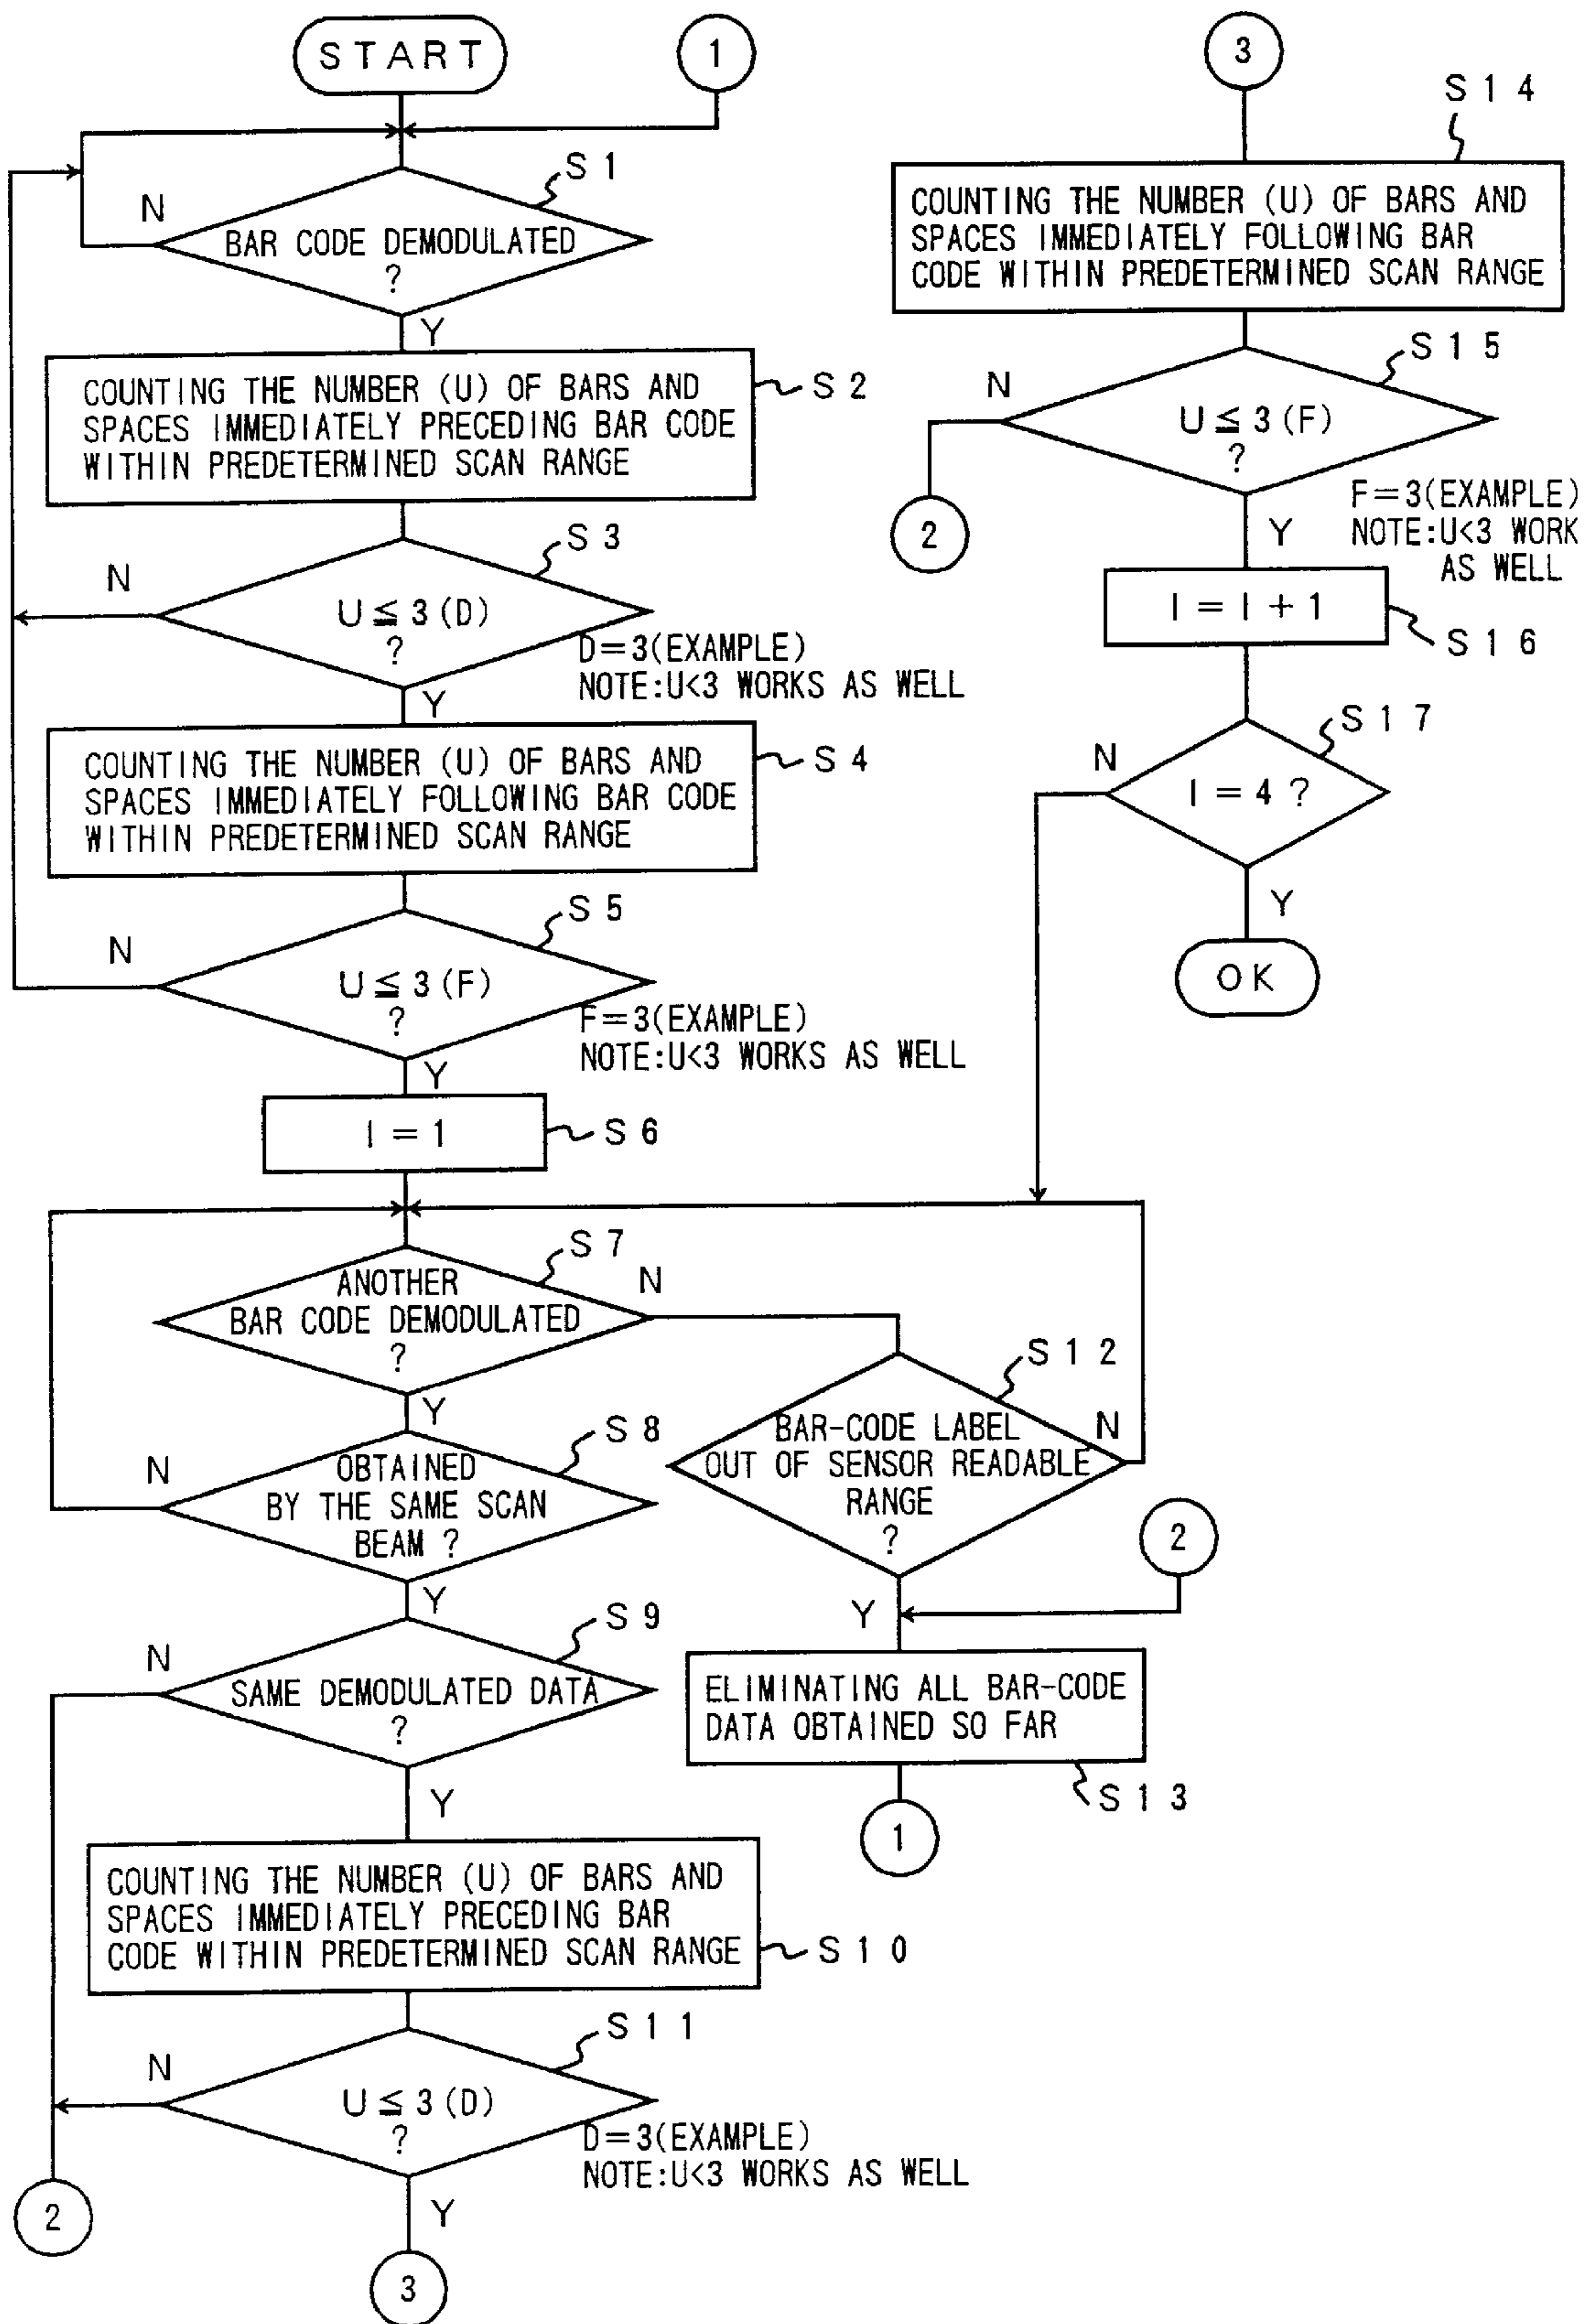 START
1
S1
N
BAR CODE DEMODULATED
?
Y
COUNTING THE NUMBER (U) OF BARS AND
SPACES IMMEDIATELY PRECEDING BAR CODE
WITHIN PREDETERMINED SCAN RANGE
S2
S3
N
U ≦ 3 (D)
?
D=3(EXAMPLE)
NOTE:U<3 WORKS AS WELL
Y
COUNTING THE NUMBER (U) OF BARS AND
SPACES IMMEDIATELY FOLLOWING BAR CODE
WITHIN PREDETERMINED SCAN RANGE
S4
S5
N
U ≦ 3 (F)
?
F=3(EXAMPLE)
NOTE:U<3 WORKS AS WELL
Y
I = 1
S6
S7
ANOTHER
BAR CODE DEMODULATED
?
N
Y
S8
N
OBTAINED
BY THE SAME SCAN
BEAM ?
Y
S9
N
SAME DEMODULATED DATA
?
Y
COUNTING THE NUMBER (U) OF BARS AND
SPACES IMMEDIATELY PRECEDING BAR
CODE WITHIN PREDETERMINED SCAN RANGE
S10
S11
N
U ≦ 3 (D)
?
D=3(EXAMPLE)
NOTE:U<3 WORKS AS WELL
2
Y
3
S12
BAR-CODE LABEL
OUT OF SENSOR READABLE
RANGE
?
N
2
Y
ELIMINATING ALL BAR-CODE
DATA OBTAINED SO FAR
S13
1
3
S14
COUNTING THE NUMBER (U) OF BARS AND
SPACES IMMEDIATELY FOLLOWING BAR
CODE WITHIN PREDETERMINED SCAN RANGE
S15
N
U ≦ 3 (F)
?
2
F=3(EXAMPLE)
NOTE:U<3 WORK
AS WELL
Y
I = I + 1
S16
S17
N
I = 4 ?
Y
OK